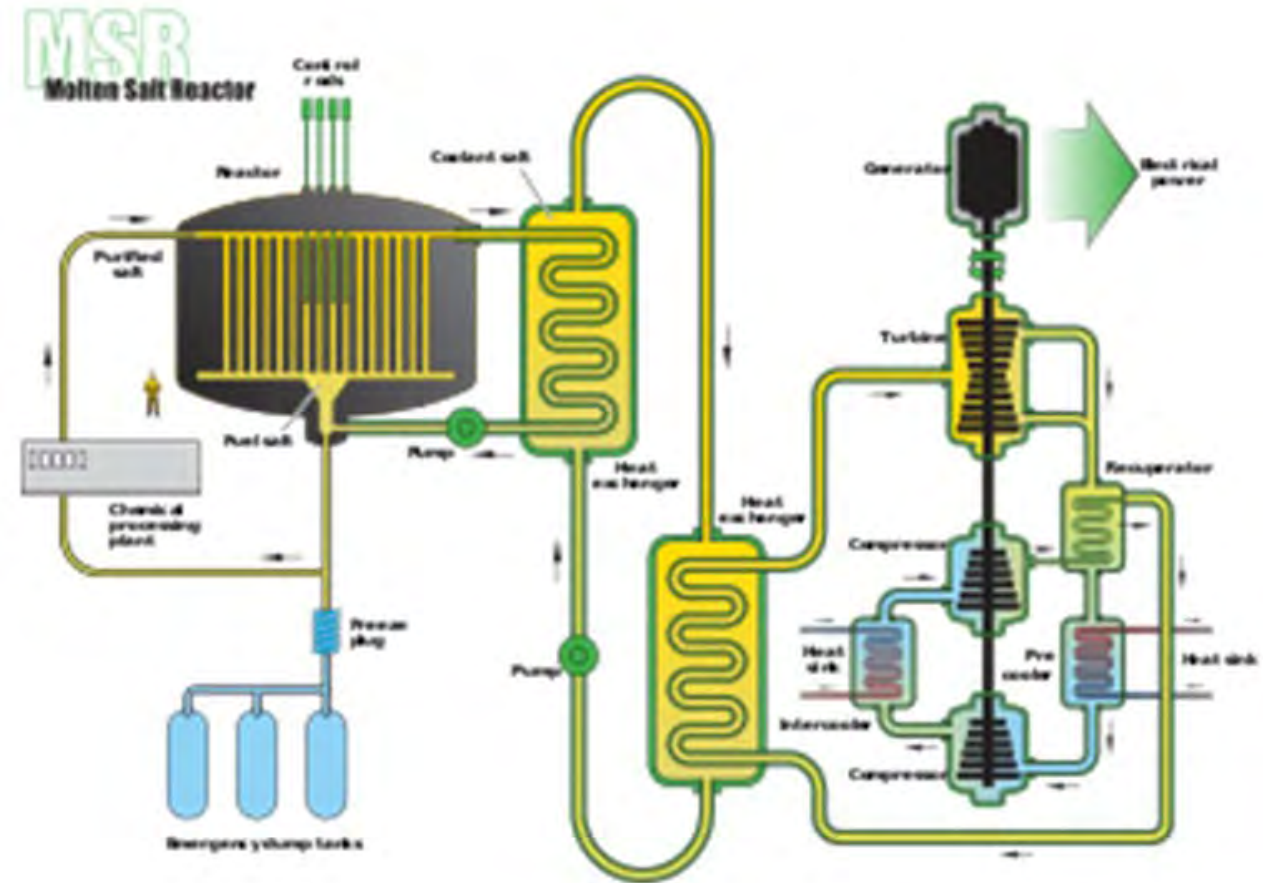 MSR
Molten Salt Reactor
Control
rods
Reactor
Coolant salt
Purified
salt
Fuel salt
Pump
Chemical
processing
plant
Heat
exchanger
Heat
exchanger
Freeze
plug
Pump
Emergency dump tanks
Generator
Electrical
power
Turbine
Recuperator
Compressor
Heat
sink
Pre
cooler
Heat sink
Intercooler
Compressor